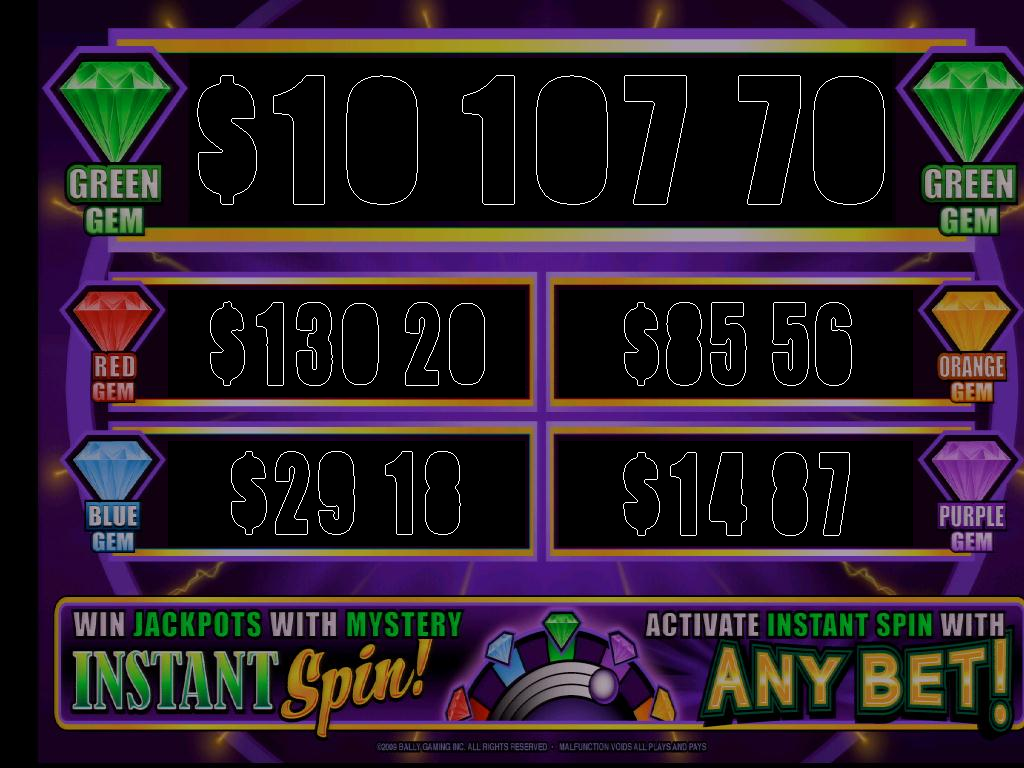 $10 107 70
GREEN
GEM
GREEN
GEM
$130 20
$85 56
RED
GEM
ORANGE
GEM
$29 18
$14 87
BLUE
GEM
PURPLE
GEM
WIN JACKPOTS WITH MYSTERY
INSTANT Spin!
ACTIVATE INSTANT SPIN WITH
ANY BET!
©2009 BALLY GAMING INC. ALL RIGHTS RESERVED · MALFUNCTION VOIDS ALL PLAYS AND PAYS